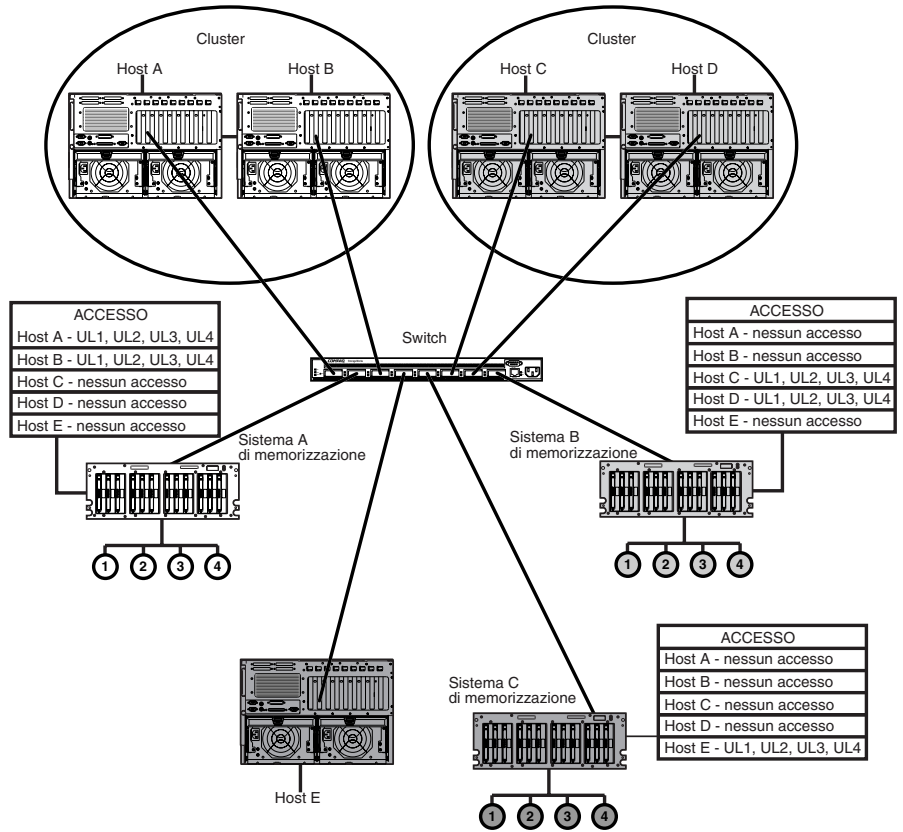 Cluster
Cluster
Host A
Host B
Host C
Host D
ACCESSO
Host A - UL1, UL2, UL3, UL4
Host B - UL1, UL2, UL3, UL4
Host C - nessun accesso
Host D - nessun accesso
Host E - nessun accesso
Switch
COMPAQ
ACCESSO
Host A - nessun accesso
Host B - nessun accesso
Host C - UL1, UL2, UL3, UL4
Host D - UL1, UL2, UL3, UL4
Host E - nessun accesso
Sistema A
di memorizzazione
Sistema B
di memorizzazione
1 2 3 4
1 2 3 4
Host E
Sistema C
di memorizzazione
ACCESSO
Host A - nessun accesso
Host B - nessun accesso
Host C - nessun accesso
Host D - nessun accesso
Host E - UL1, UL2, UL3, UL4
1 2 3 4